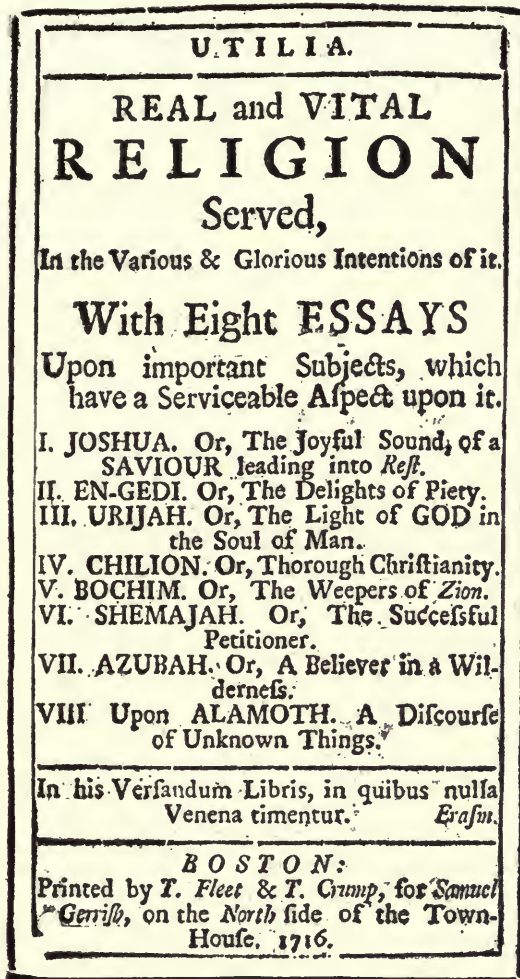 UTILIA.
REAL and VITAL
RELIGION
Served,
In the Various & Glorious Intentions of it.
With Eight ESSAYS
Upon important Subjects, which
have a Serviceable Aſpect upon it.
I. JOSHUA. Or, The Joyful Sound, of a
SAVIOUR leading into Reſt.
II. EN-GEDI. Or, The Delights of Piety.
III. URIJAH. Or, The Light of GOD in
the Soul of Man.
IV. CHILION. Or, Thorough Chriſtianity.
V. BOCHIM. Or, The Weepers of Zion.
VI. SHEMAJAH. Or, The Succeſsful
Petitioner.
VII. AZUBAH. Or, A Believer in a Wil-
derneſs.
VIII Upon ALAMOTH. A Diſcourſe
of Unknown Things.
In his Verſandum Libris, in quibus nulla
Venena timentur. Eraſm.
BOSTON:
Printed by T. Fleet & T. Crump, for Samuel
Gerriſh, on the North ſide of the Town-
Houſe. 1716.